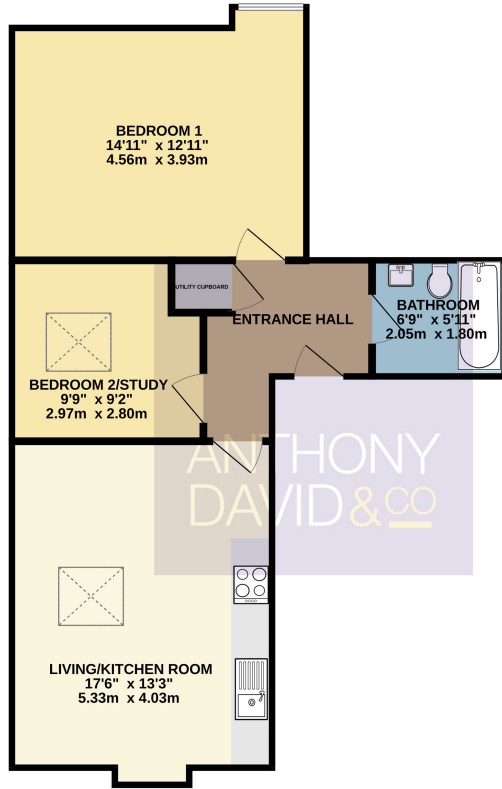 BEDROOM 1
14'11" x 12'11"
4.56m x 3.93m
UTILITY CUPBOARD
ENTRANCE HALL
BATHROOM
6'9" x 5'11"
2.05m x 1.80m
BEDROOM 2/STUDY
9'9" x 9'2"
2.97m x 2.80m
ANTHONY
DAVID & CO
LIVING/KITCHEN ROOM
17'6" x 13'3"
5.33m x 4.03m